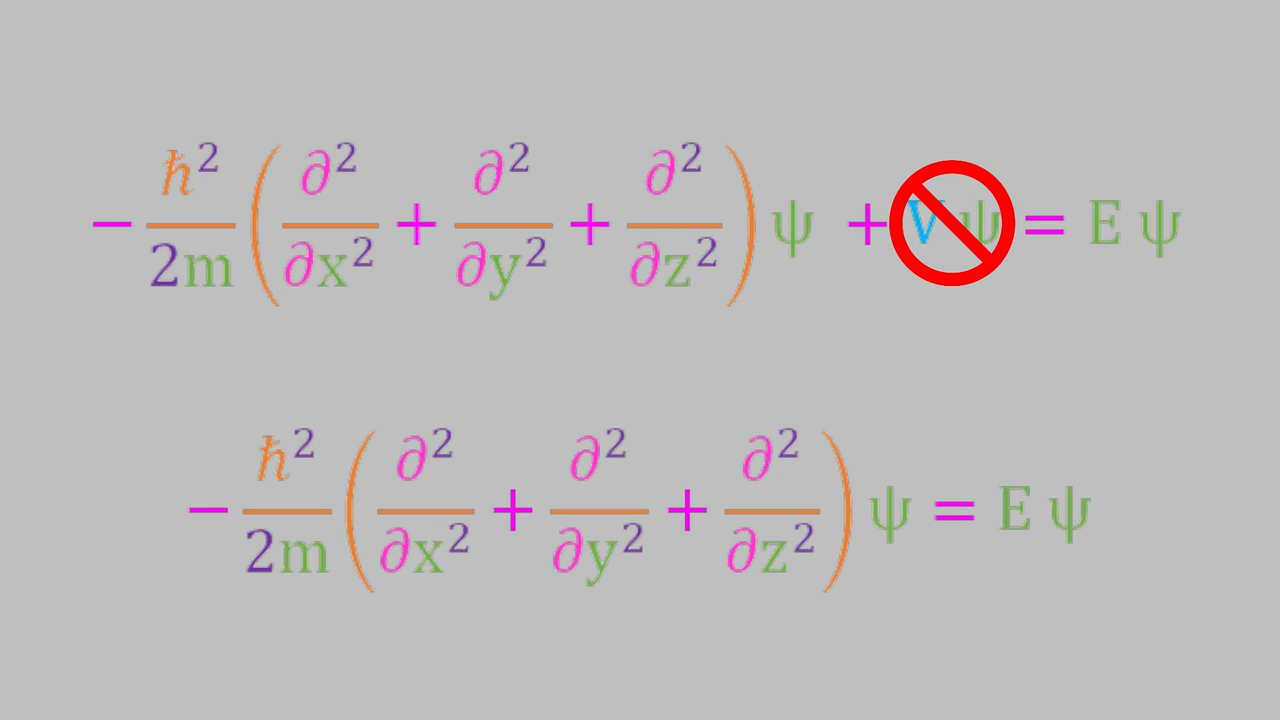 − ħ²/2m ( ∂²/∂x² + ∂²/∂y² + ∂²/∂z² ) ψ + V ψ = E ψ
− ħ²/2m ( ∂²/∂x² + ∂²/∂y² + ∂²/∂z² ) ψ = E ψ